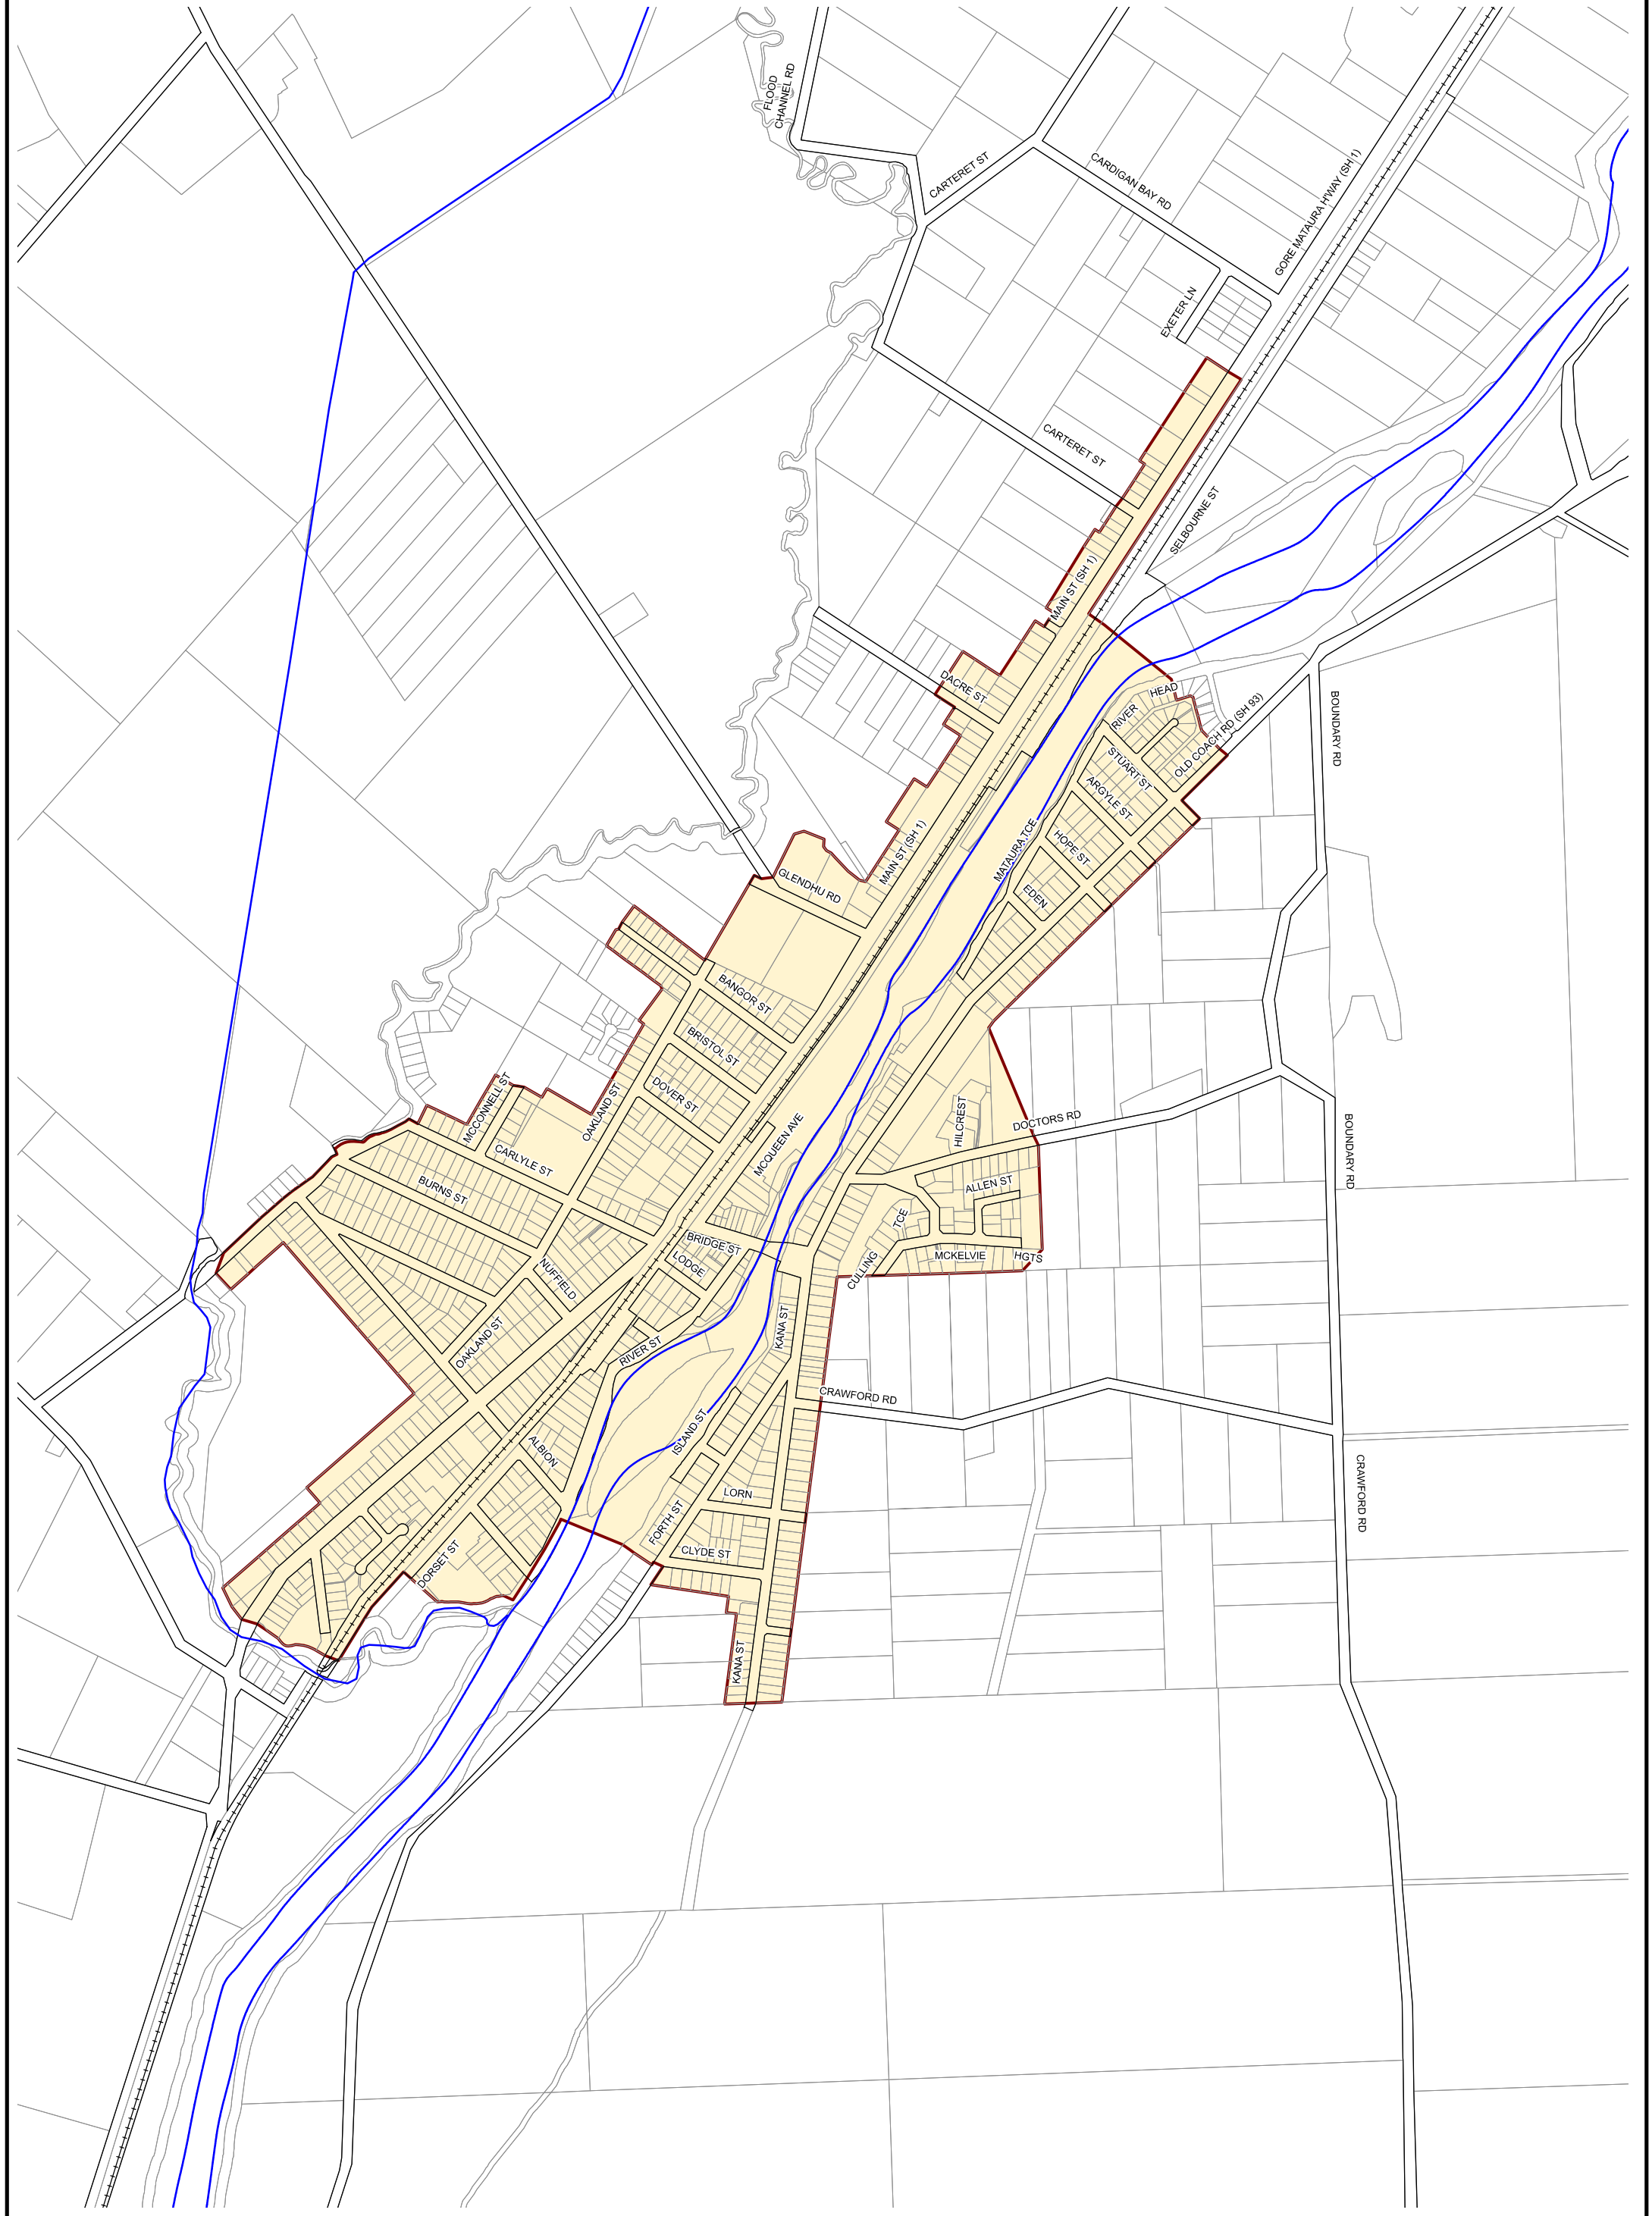 FLOOD
CHANNEL RD
CARTERET ST
CARDIGAN BAY RD
GORE MATAURA H'WAY (SH 1)
EXETER LN
CARTERET ST
SELBOURNE ST
MAIN ST (SH 1)
DACRE ST
HEAD
RIVER
OLD COACH RD (SH 93)
BOUNDARY RD
STUART ST
ARGYLE ST
HOPE ST
MATAURA TCE
MAIN ST (SH 1)
GLENDHU RD
EDEN
BANGOR ST
BRISTOL ST
DOVER ST
OAKLAND ST
MCCONNELL ST
MCQUEEN AVE
HILCREST
DOCTORS RD
BOUNDARY RD
CARLYLE ST
BURNS ST
ALLEN ST
TCE
BRIDGE ST
LODGE
MCKELVIE
HGTS
CULLING
NUFFIELD
KANA ST
OAKLAND ST
RIVER ST
CRAWFORD RD
ISLAND ST
ALBION
CRAWFORD RD
LORN
FORTH ST
CLYDE ST
DORSET ST
KANA ST